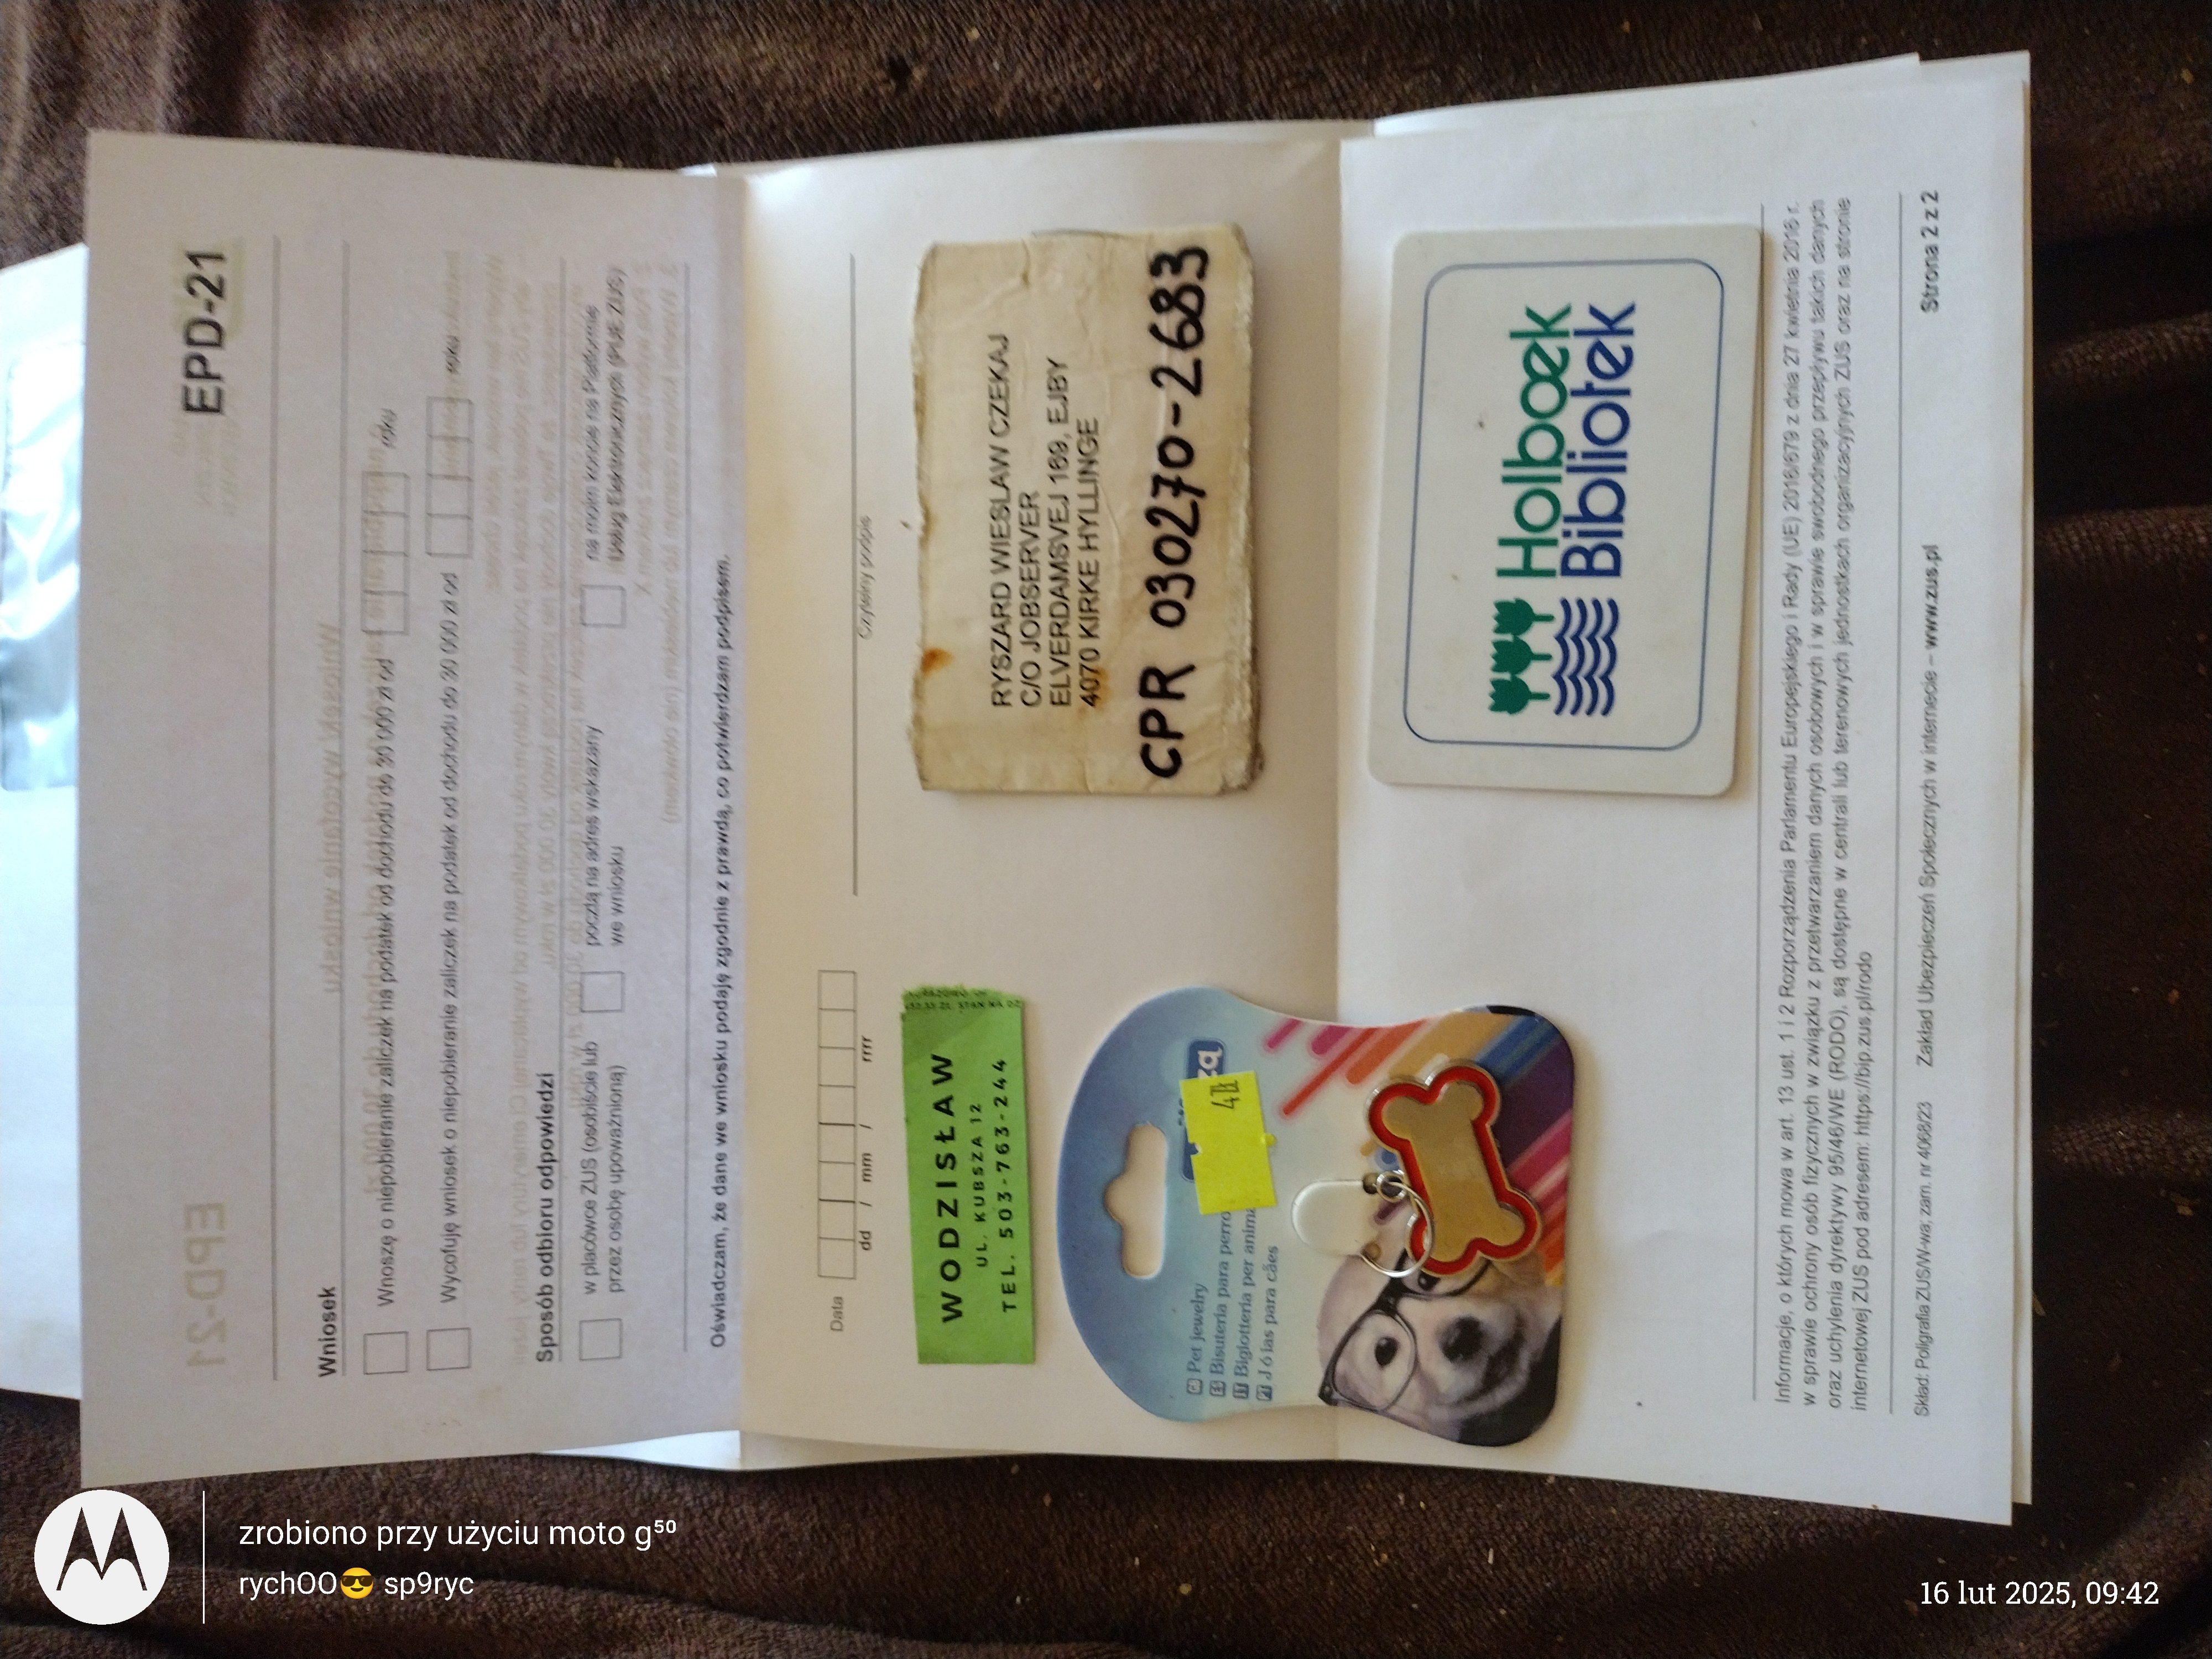 EPD-21
Wniosek
Wnoszę o niepobieranie zaliczek na podatek od dochodu do 30 000 zł od roku
Wycofuję wniosek o niepobieranie zaliczek na podatek od dochodu do 30 000 zł od roku
Sposób odbioru odpowiedzi
w placówce ZUS (osobiście lub
przez osobę upoważnioną)
pocztą na adres wskazany
we wniosku
na moim koncie na Platformie
Usług Elektronicznych (PUE ZUS)
Oświadczam, że dane we wniosku podaję zgodnie z prawdą, co potwierdzam podpisem.
Data
dd / mm / rrrr
Czytelny podpis
WODZISŁAW
UL. KUBSZA 12
TEL. 503-763-244
RYSZARD WIESLAW CZEKAJ
C/O JOBSERVER
ELVERDAMSVEJ 169, EJBY
4070 KIRKE HYLLINGE
CPR 030270-2683
Pet jewelry
Bisuteria para perro
Bigiotteria per anima
Jóias para cães
Holbæk
Bibliotek
Informacje, o których mowa w art. 13 ust. 1 i 2 Rozporządzenia Parlamentu Europejskiego i Rady (UE) 2016/679 z dnia 27 kwietnia 2016 r.
w sprawie ochrony osób fizycznych w związku z przetwarzaniem danych osobowych i w sprawie swobodnego przepływu takich danych
oraz uchylenia dyrektywy 95/46/WE (RODO), są dostępne w centrali lub terenowych jednostkach organizacyjnych ZUS oraz na stronie
internetowej ZUS pod adresem: https://bip.zus.pl/rodo
Skład: Poligrafia ZUS/W-wa; zam. nr 4068/23 Zakład Ubezpieczeń Społecznych w internecie – www.zus.pl Strona 2 z 2
zrobiono przy użyciu moto g⁵⁰
rychOO😎 sp9ryc
16 lut 2025, 09:42